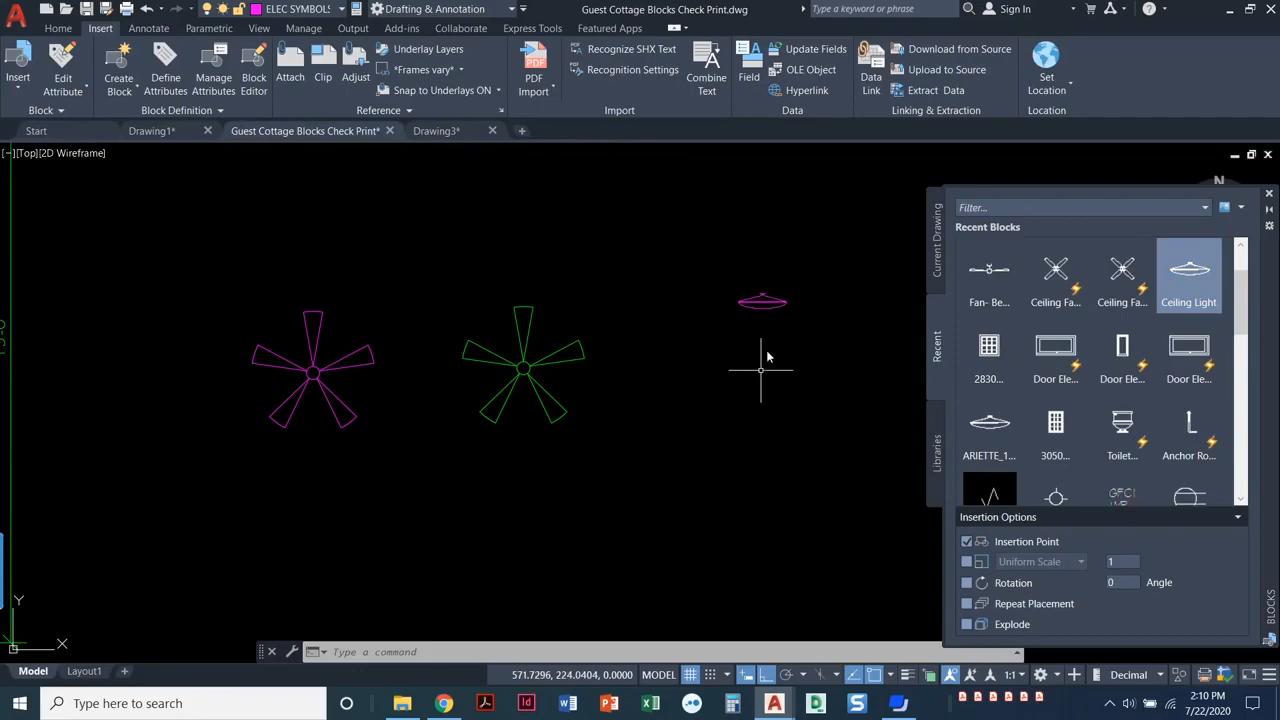 ELEC SYMBOLS
Drafting & Annotation
Guest Cottage Blocks Check Print.dwg
Type a keyword or phrase
Sign In
Home Insert Annotate Parametric View Manage Output Add-ins Collaborate Express Tools Featured Apps
Insert
Edit
Attribute
Create
Block
Define
Attributes
Manage
Attributes
Block
Editor
Attach
Clip
Adjust
Underlay Layers
*Frames vary*
Snap to Underlays ON
PDF
PDF
Import
Recognize SHX Text
Recognition Settings
Combine
Text
Field
Update Fields
OLE Object
Hyperlink
Data
Link
Download from Source
Upload to Source
Extract Data
Set
Location
Block
Block Definition
Reference
Import
Data
Linking & Extraction
Location
Start
Drawing1*
Guest Cottage Blocks Check Print*
Drawing3*
[−][Top][2D Wireframe]
N
Current Drawing
Recent
Libraries
Filter...
Recent Blocks
Fan- Be...
Ceiling Fa...
Ceiling Fa...
Ceiling Light
2830...
Door Ele...
Door Ele...
Door Ele...
ARIETTE_1...
3050...
Toilet...
Anchor Ro...
GFCI
Insertion Options
Insertion Point
Uniform Scale
1
Rotation
0
Angle
Repeat Placement
Explode
BLOCKS
Y
X
Type a command
Model
Layout1
571.7296, 224.0404, 0.0000
MODEL
1:1
Decimal
Type here to search
2:10 PM
7/22/2020